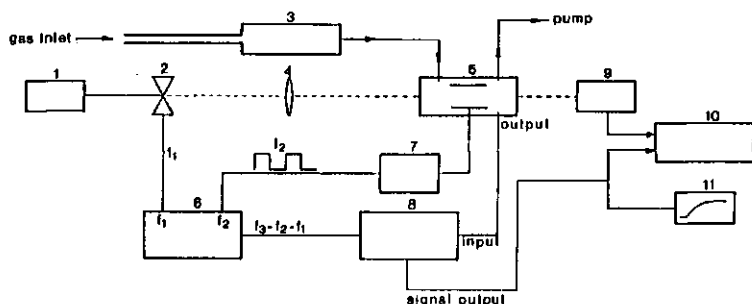 gas inlet
3
pump
1
2
4
5
9
output
10
f2
7
f1
6
8
11
f1
f2
f3-f2-f1
input
signal output